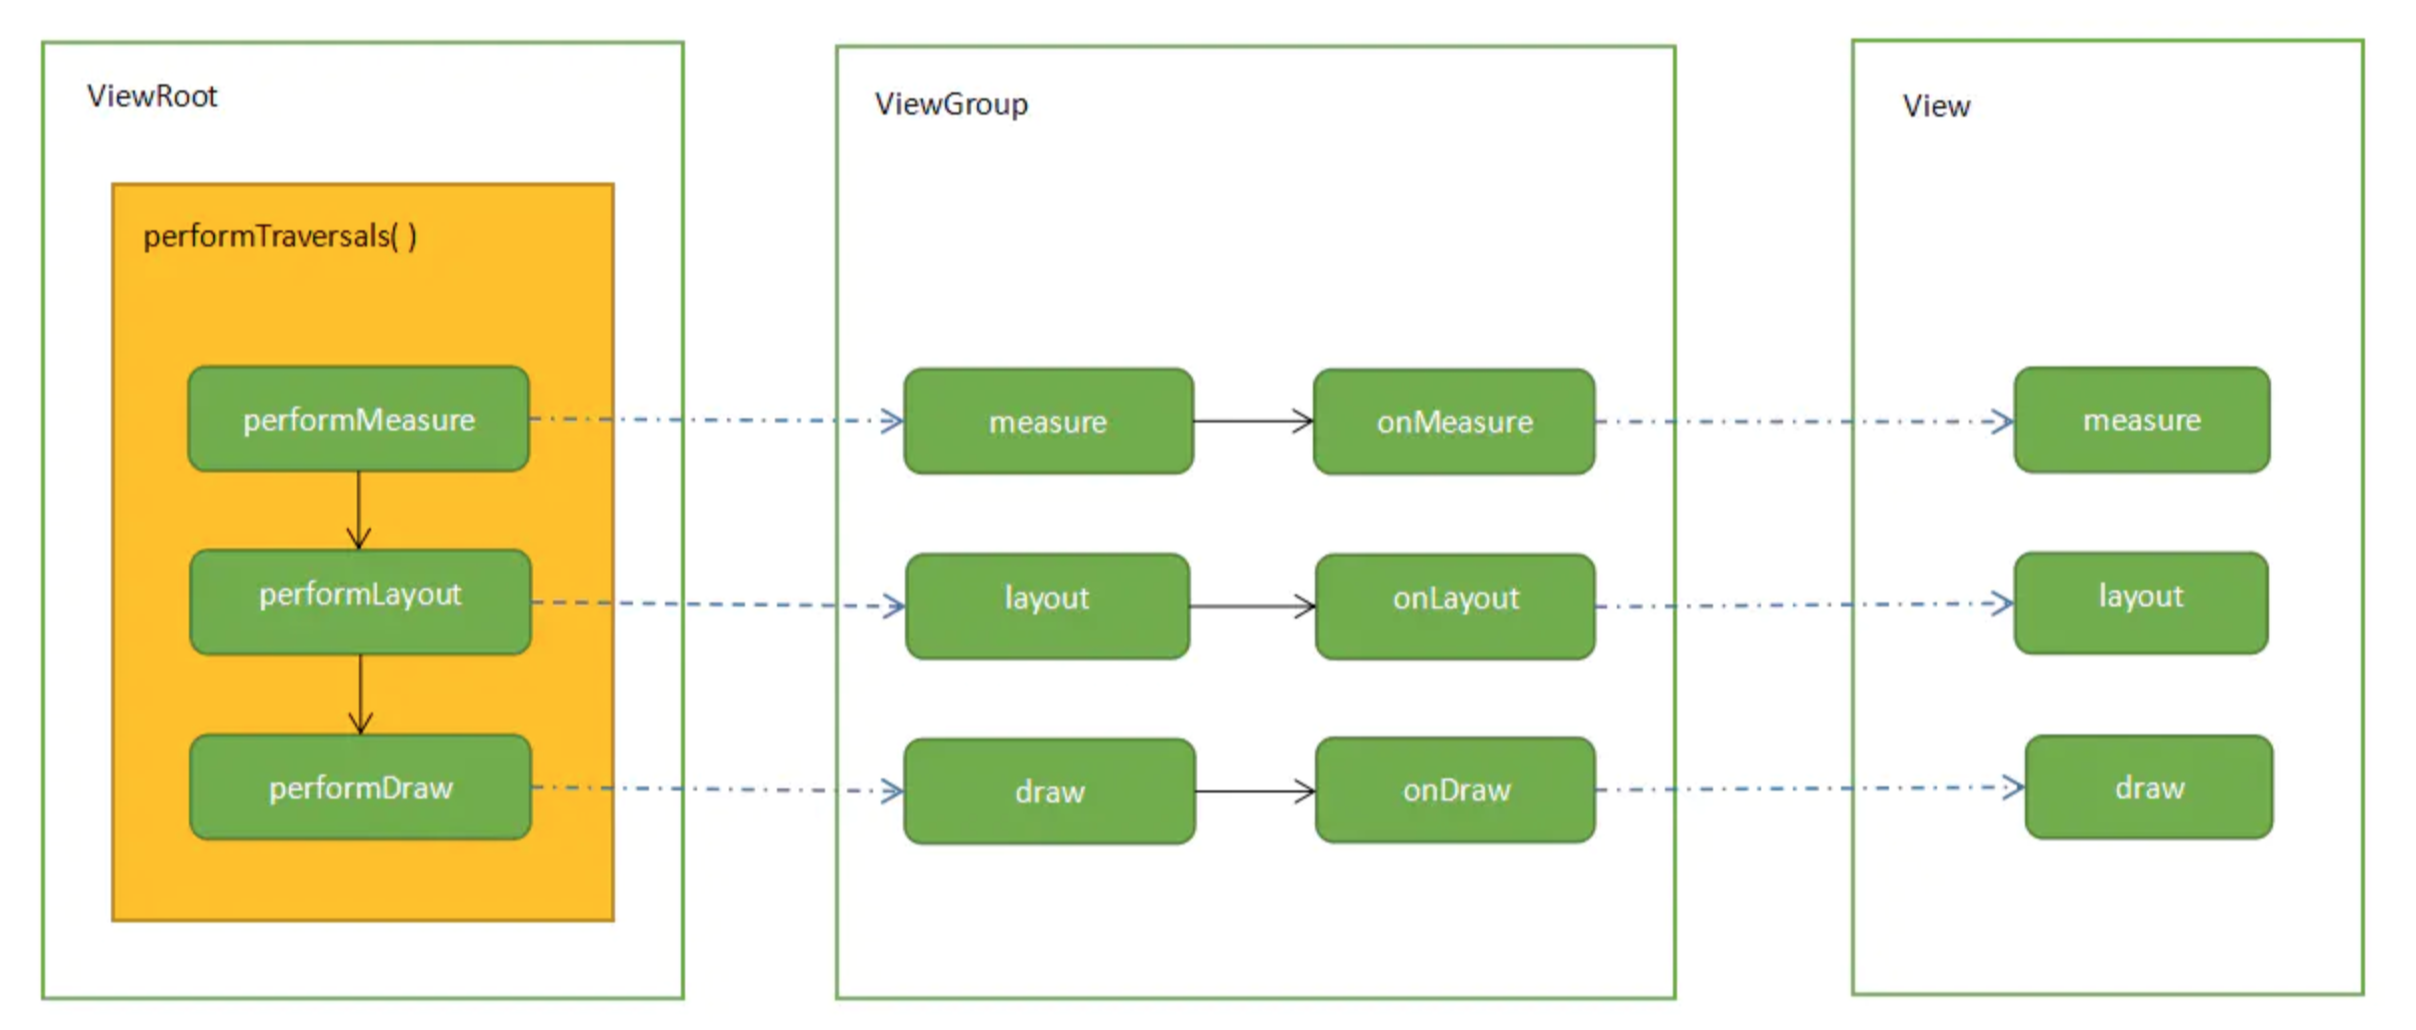 ViewRoot
performTraversals( )
performMeasure
performLayout
performDraw
ViewGroup
measure
onMeasure
layout
onLayout
draw
onDraw
View
measure
layout
draw